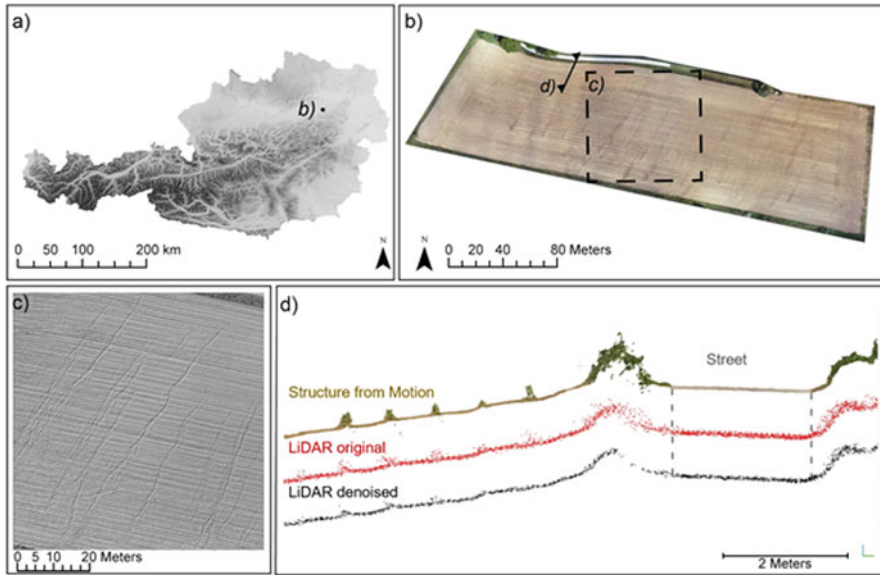 a)
b)
0 50 100 200 km
N
b)
d)
c)
N
0 20 40 80 Meters
c)
0 5 10 20 Meters
d)
Street
Structure from Motion
LiDAR original
LiDAR denoised
2 Meters